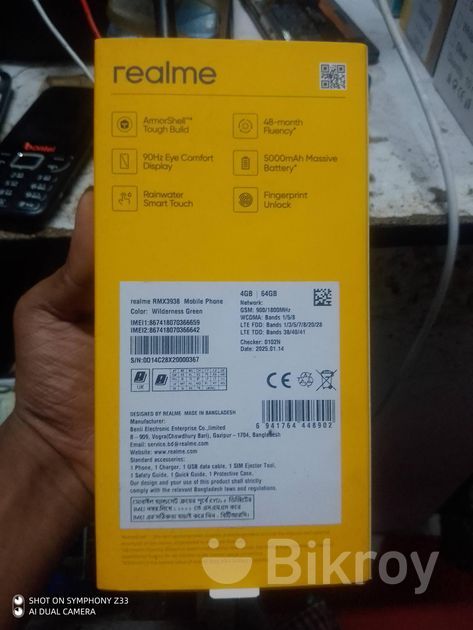 realme
ArmorShell™
Tough Build
48-month
Fluency*
90Hz Eye Comfort
Display
5000mAh Massive
Battery*
Rainwater
Smart Touch
Fingerprint
Unlock
realme RMX3938 Mobile Phone
Color: Wilderness Green
IMEI1:867418070366659
IMEI2:867418070366642
S/N:0D14C28X20000367
4GB | 64GB
Network:
GSM: 900/1800MHz
WCDMA: Bands 1/5/8
LTE FDD: Bands 1/3/5/7/8/20/28
LTE TDD: Bands 38/40/41
Checker: 0102N
Date: 2025.01.14
UK
CE
6 941764 446902
DESIGNED BY REALME MADE IN BANGLADESH
Manufacturer:
Benli Electronic Enterprise Co.,limited
B - 909, Vogra(Chowdhury Bari), Gazipur - 1704, Bangladesh
Email: service.bd@realme.com
Website: www.realme.com
Standard accessories:
1 Phone, 1 Charger, 1 USB data cable, 1 SIM Ejector Tool,
1 Safety Guide, 1 Quick Guide, 1 Protective Case.
Our design and your use of this product shall strictly
comply with the relevant Bangladesh laws and regulations.
Bikroy
SHOT ON SYMPHONY Z33
AI DUAL CAMERA